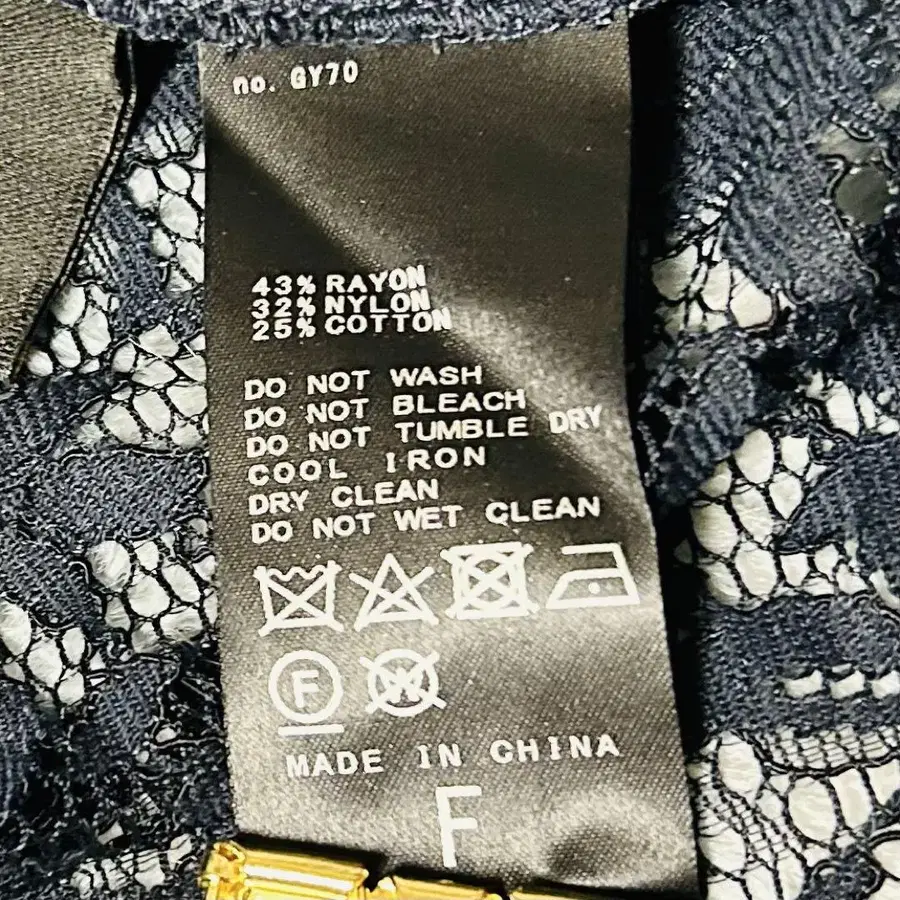 no. GY70
43% RAYON
32% NYLON
25% COTTON
DO NOT WASH
DO NOT BLEACH
DO NOT TUMBLE DRY
COOL IRON
DRY CLEAN
DO NOT WET CLEAN
F W
MADE IN CHINA
F